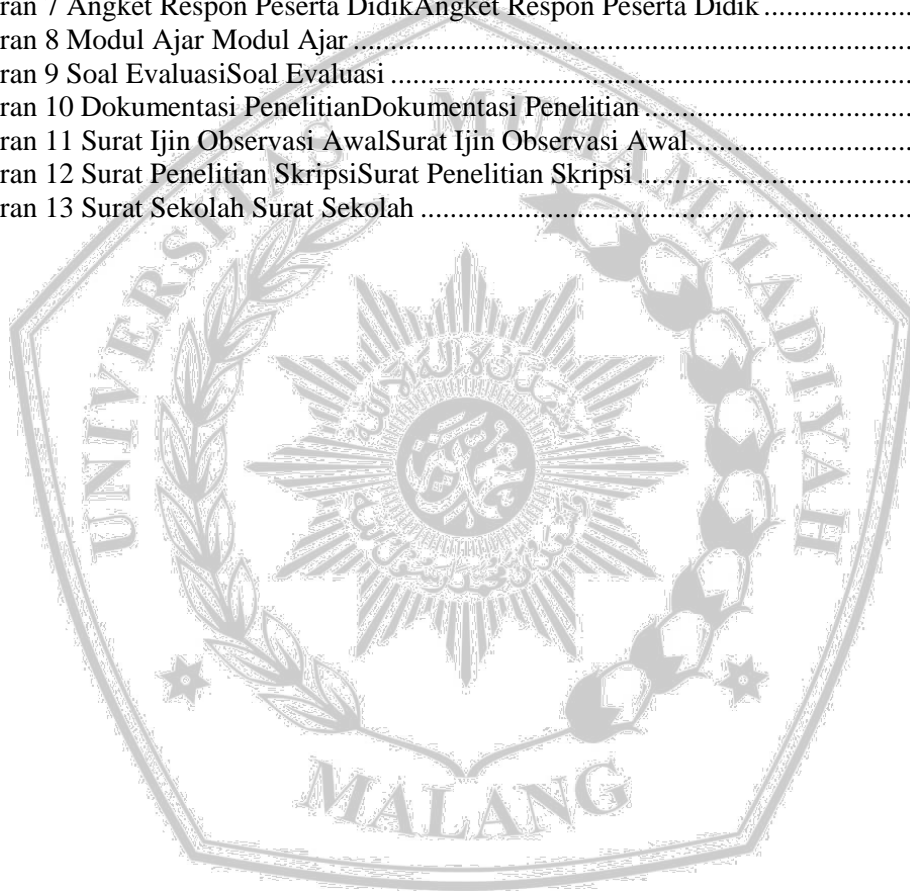 ran 7 Angket Respon Peserta DidikAngket Respon Peserta Didik ....................
ran 8 Modul Ajar Modul Ajar ....................................................................................
ran 9 Soal EvaluasiSoal Evaluasi ..............................................................................
ran 10 Dokumentasi PenelitianDokumentasi Penelitian ........................................
ran 11 Surat Ijin Observasi AwalSurat Ijin Observasi Awal.................................
ran 12 Surat Penelitian SkripsiSurat Penelitian Skripsi .........................................
ran 13 Surat Sekolah Surat Sekolah ..........................................................................
UNIVERSITAS MUHAMMADIYAH
MALANG